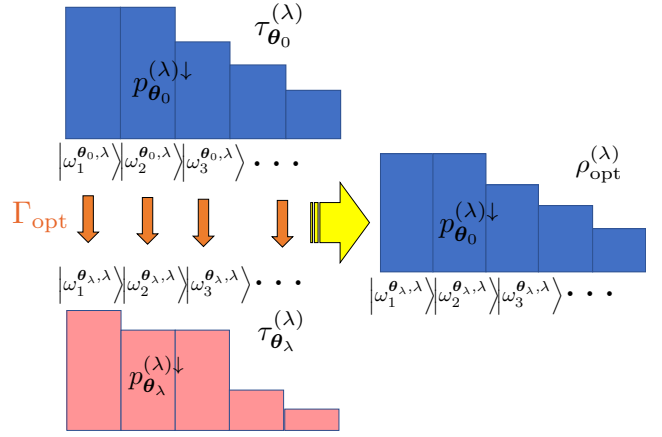 τ_{θ_0}^{(λ)}
p_{θ_0}^{(λ)↓}
|ω_1^{θ_0,λ}⟩|ω_2^{θ_0,λ}⟩|ω_3^{θ_0,λ}⟩ ⋯
Γ_opt
|ω_1^{θ_λ,λ}⟩|ω_2^{θ_λ,λ}⟩|ω_3^{θ_λ,λ}⟩ ⋯
τ_{θ_λ}^{(λ)}
p_{θ_λ}^{(λ)↓}
ρ_opt^{(λ)}
p_{θ_0}^{(λ)↓}
|ω_1^{θ_λ,λ}⟩|ω_2^{θ_λ,λ}⟩|ω_3^{θ_λ,λ}⟩ ⋯